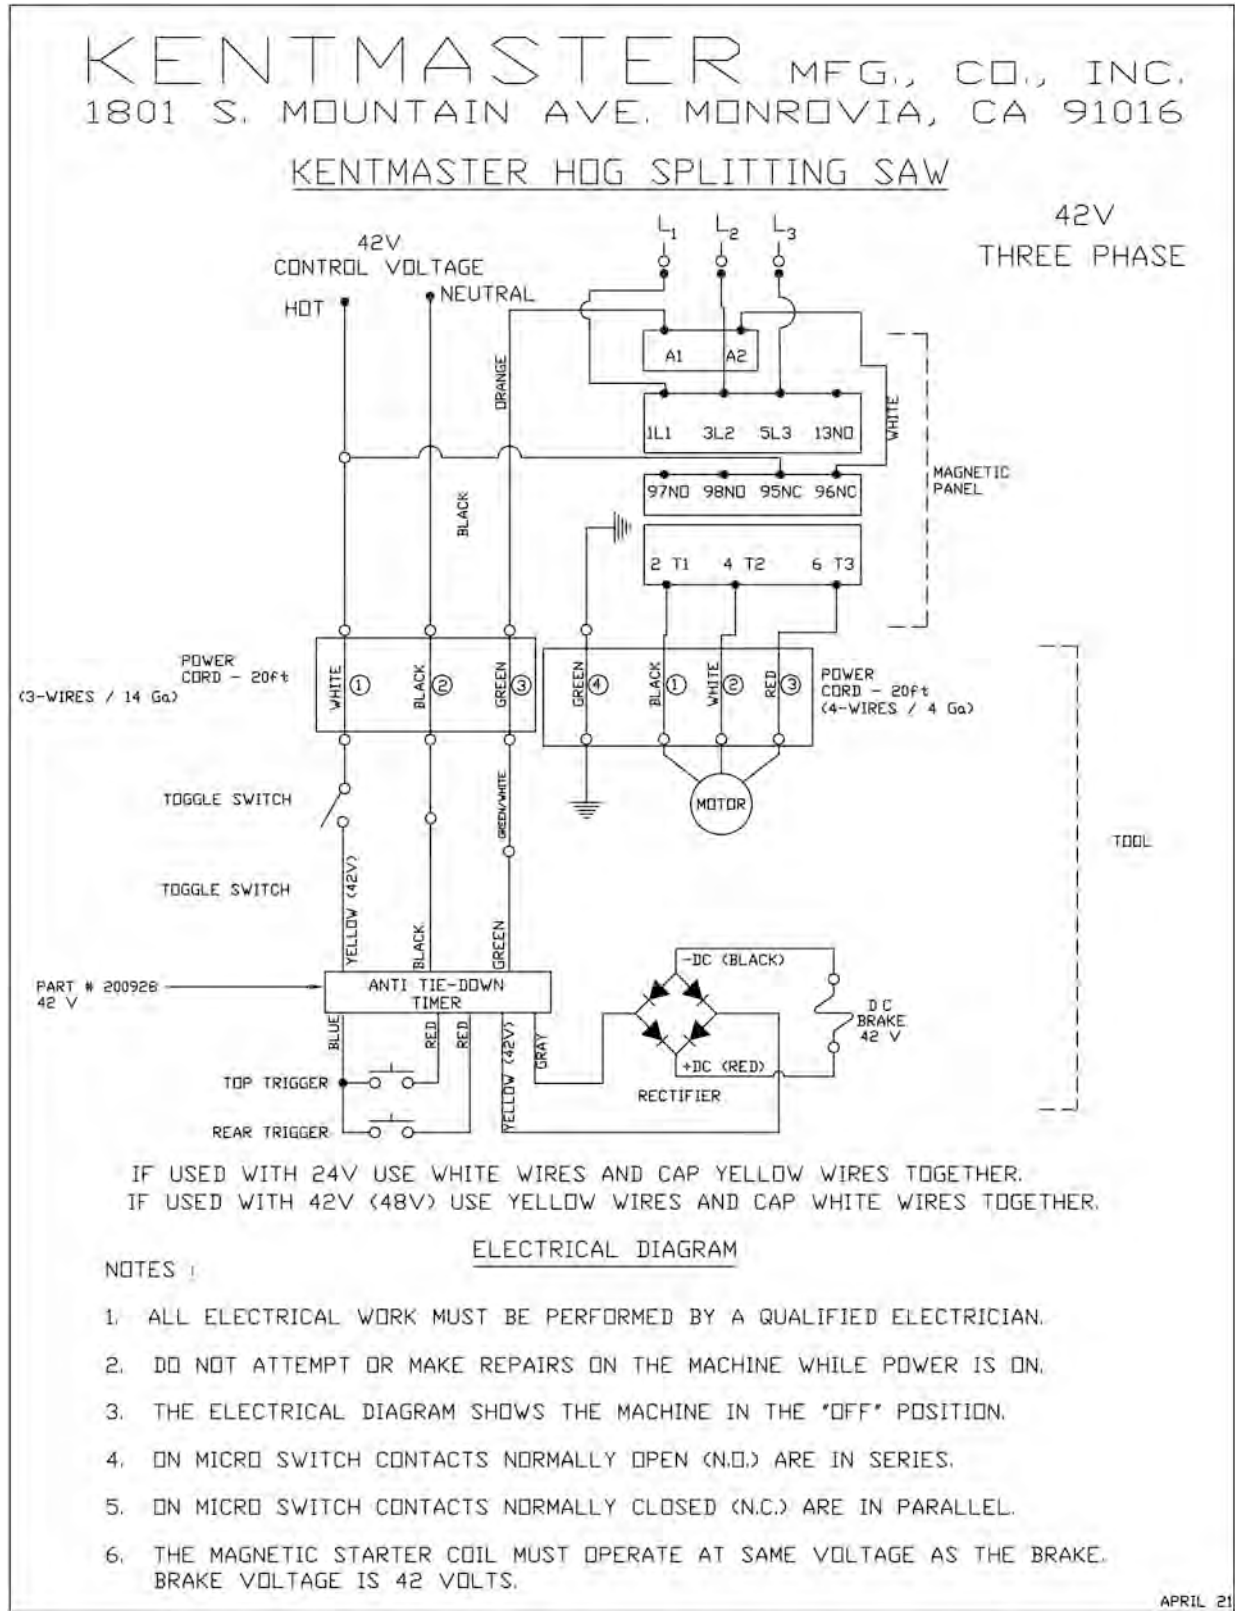 KENTMASTER MFG., CO., INC.
1801 S. MOUNTAIN AVE. MONROVIA, CA 91016
KENTMASTER HOG SPLITTING SAW
42V
THREE PHASE
L1 L2 L3
42V
CONTROL VOLTAGE
HOT
NEUTRAL
ORANGE
A1 A2
WHITE
1L1 3L2 5L3 13NO
BLACK
97NO 98NO 95NC 96NC
MAGNETIC
PANEL
2 T1 4 T2 6 T3
POWER
CORD - 20ft
(3-WIRES / 14 Ga)
WHITE 1
BLACK 2
GREEN 3
GREEN 4
BLACK 1
WHITE 2
RED 3
POWER
CORD - 20ft
(4-WIRES / 4 Ga)
TOGGLE SWITCH
GREEN/WHITE
MOTOR
TOOL
TOGGLE SWITCH
YELLOW (42V)
BLACK
GREEN
PART # 200928
42 V
ANTI TIE-DOWN
TIMER
BLUE
RED
RED
YELLOW (42V)
GRAY
-DC (BLACK)
+DC (RED)
RECTIFIER
DC
BRAKE
42 V
TOP TRIGGER
REAR TRIGGER
IF USED WITH 24V USE WHITE WIRES AND CAP YELLOW WIRES TOGETHER.
IF USED WITH 42V (48V) USE YELLOW WIRES AND CAP WHITE WIRES TOGETHER.
ELECTRICAL DIAGRAM
NOTES :
1. ALL ELECTRICAL WORK MUST BE PERFORMED BY A QUALIFIED ELECTRICIAN.
2. DO NOT ATTEMPT OR MAKE REPAIRS ON THE MACHINE WHILE POWER IS ON.
3. THE ELECTRICAL DIAGRAM SHOWS THE MACHINE IN THE "OFF" POSITION.
4. ON MICRO SWITCH CONTACTS NORMALLY OPEN (N.O.) ARE IN SERIES.
5. ON MICRO SWITCH CONTACTS NORMALLY CLOSED (N.C.) ARE IN PARALLEL.
6. THE MAGNETIC STARTER COIL MUST OPERATE AT SAME VOLTAGE AS THE BRAKE.
BRAKE VOLTAGE IS 42 VOLTS.
APRIL 21